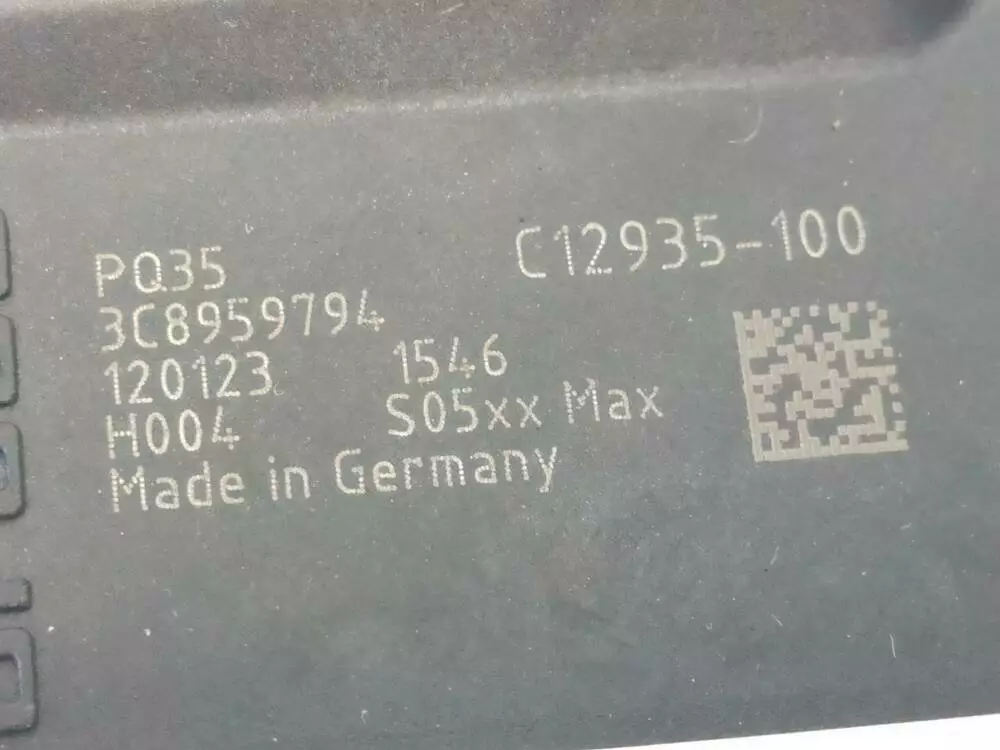 PQ35 C12935-100
3C8959794
120123 1546
H004 S05xx Max
Made in Germany